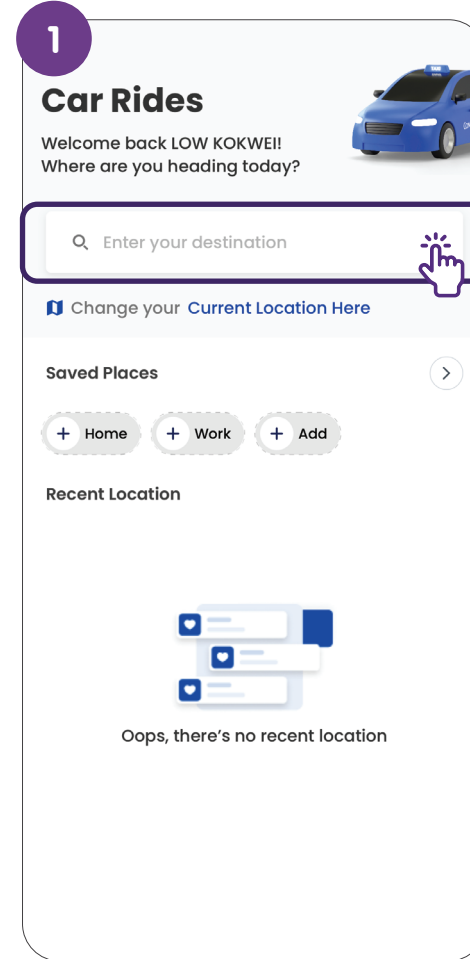 1
TAXI
Car Rides
Welcome back LOW KOKWEI!
Where are you heading today?
Enter your destination
Change your Current Location Here
Saved Places
Home
Work
Add
Recent Location
Oops, there's no recent location